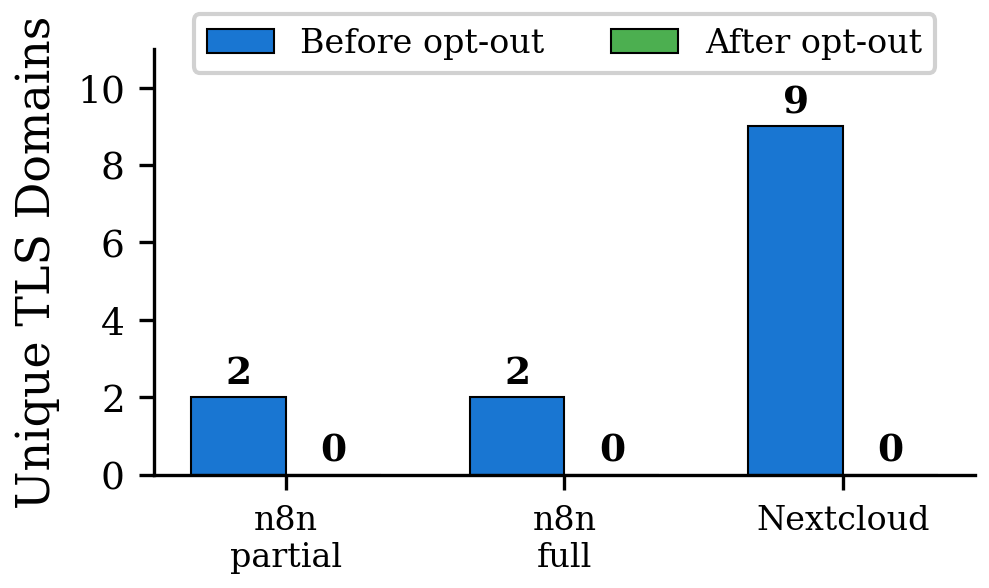 Before opt-out After opt-out
Unique TLS Domains
10
8
6
4
2
0
2
0
2
0
9
0
n8n
partial
n8n
full
Nextcloud